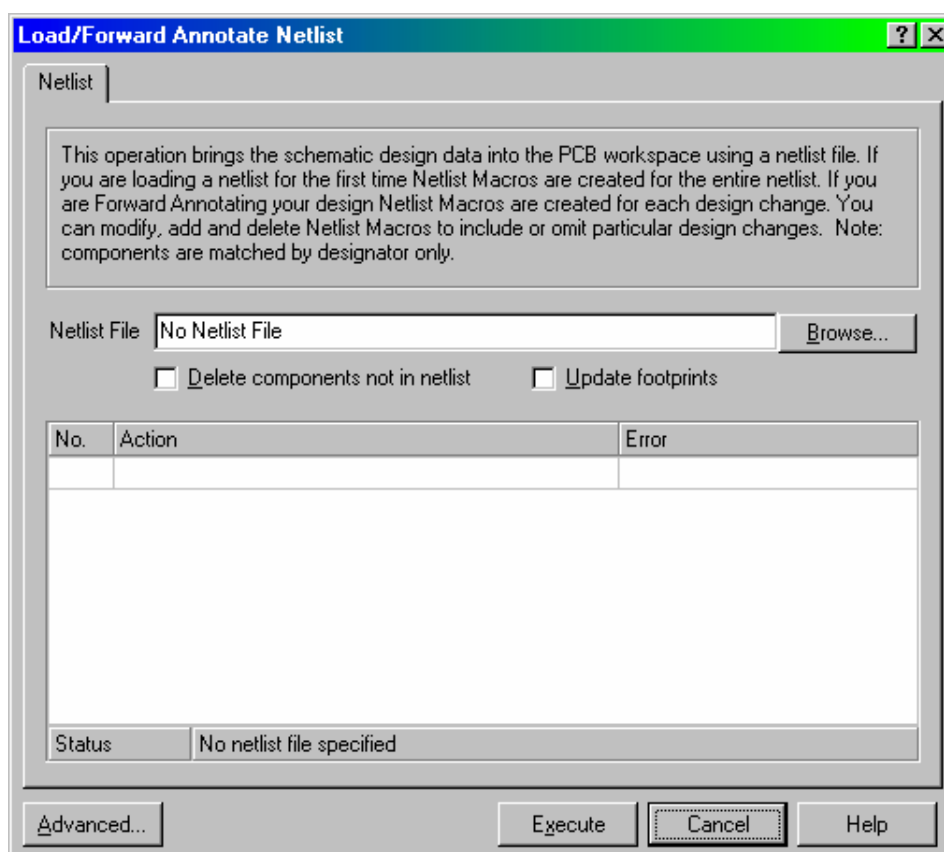 Load/Forward Annotate Netlist
Netlist
This operation brings the schematic design data into the PCB workspace using a netlist file. If
you are loading a netlist for the first time Netlist Macros are created for the entire netlist. If you
are Forward Annotating your design Netlist Macros are created for each design change. You
can modify, add and delete Netlist Macros to include or omit particular design changes.  Note:
components are matched by designator only.
Netlist File No Netlist File Browse...
Delete components not in netlist Update footprints
No. Action Error
Status No netlist file specified
Advanced... Execute Cancel Help